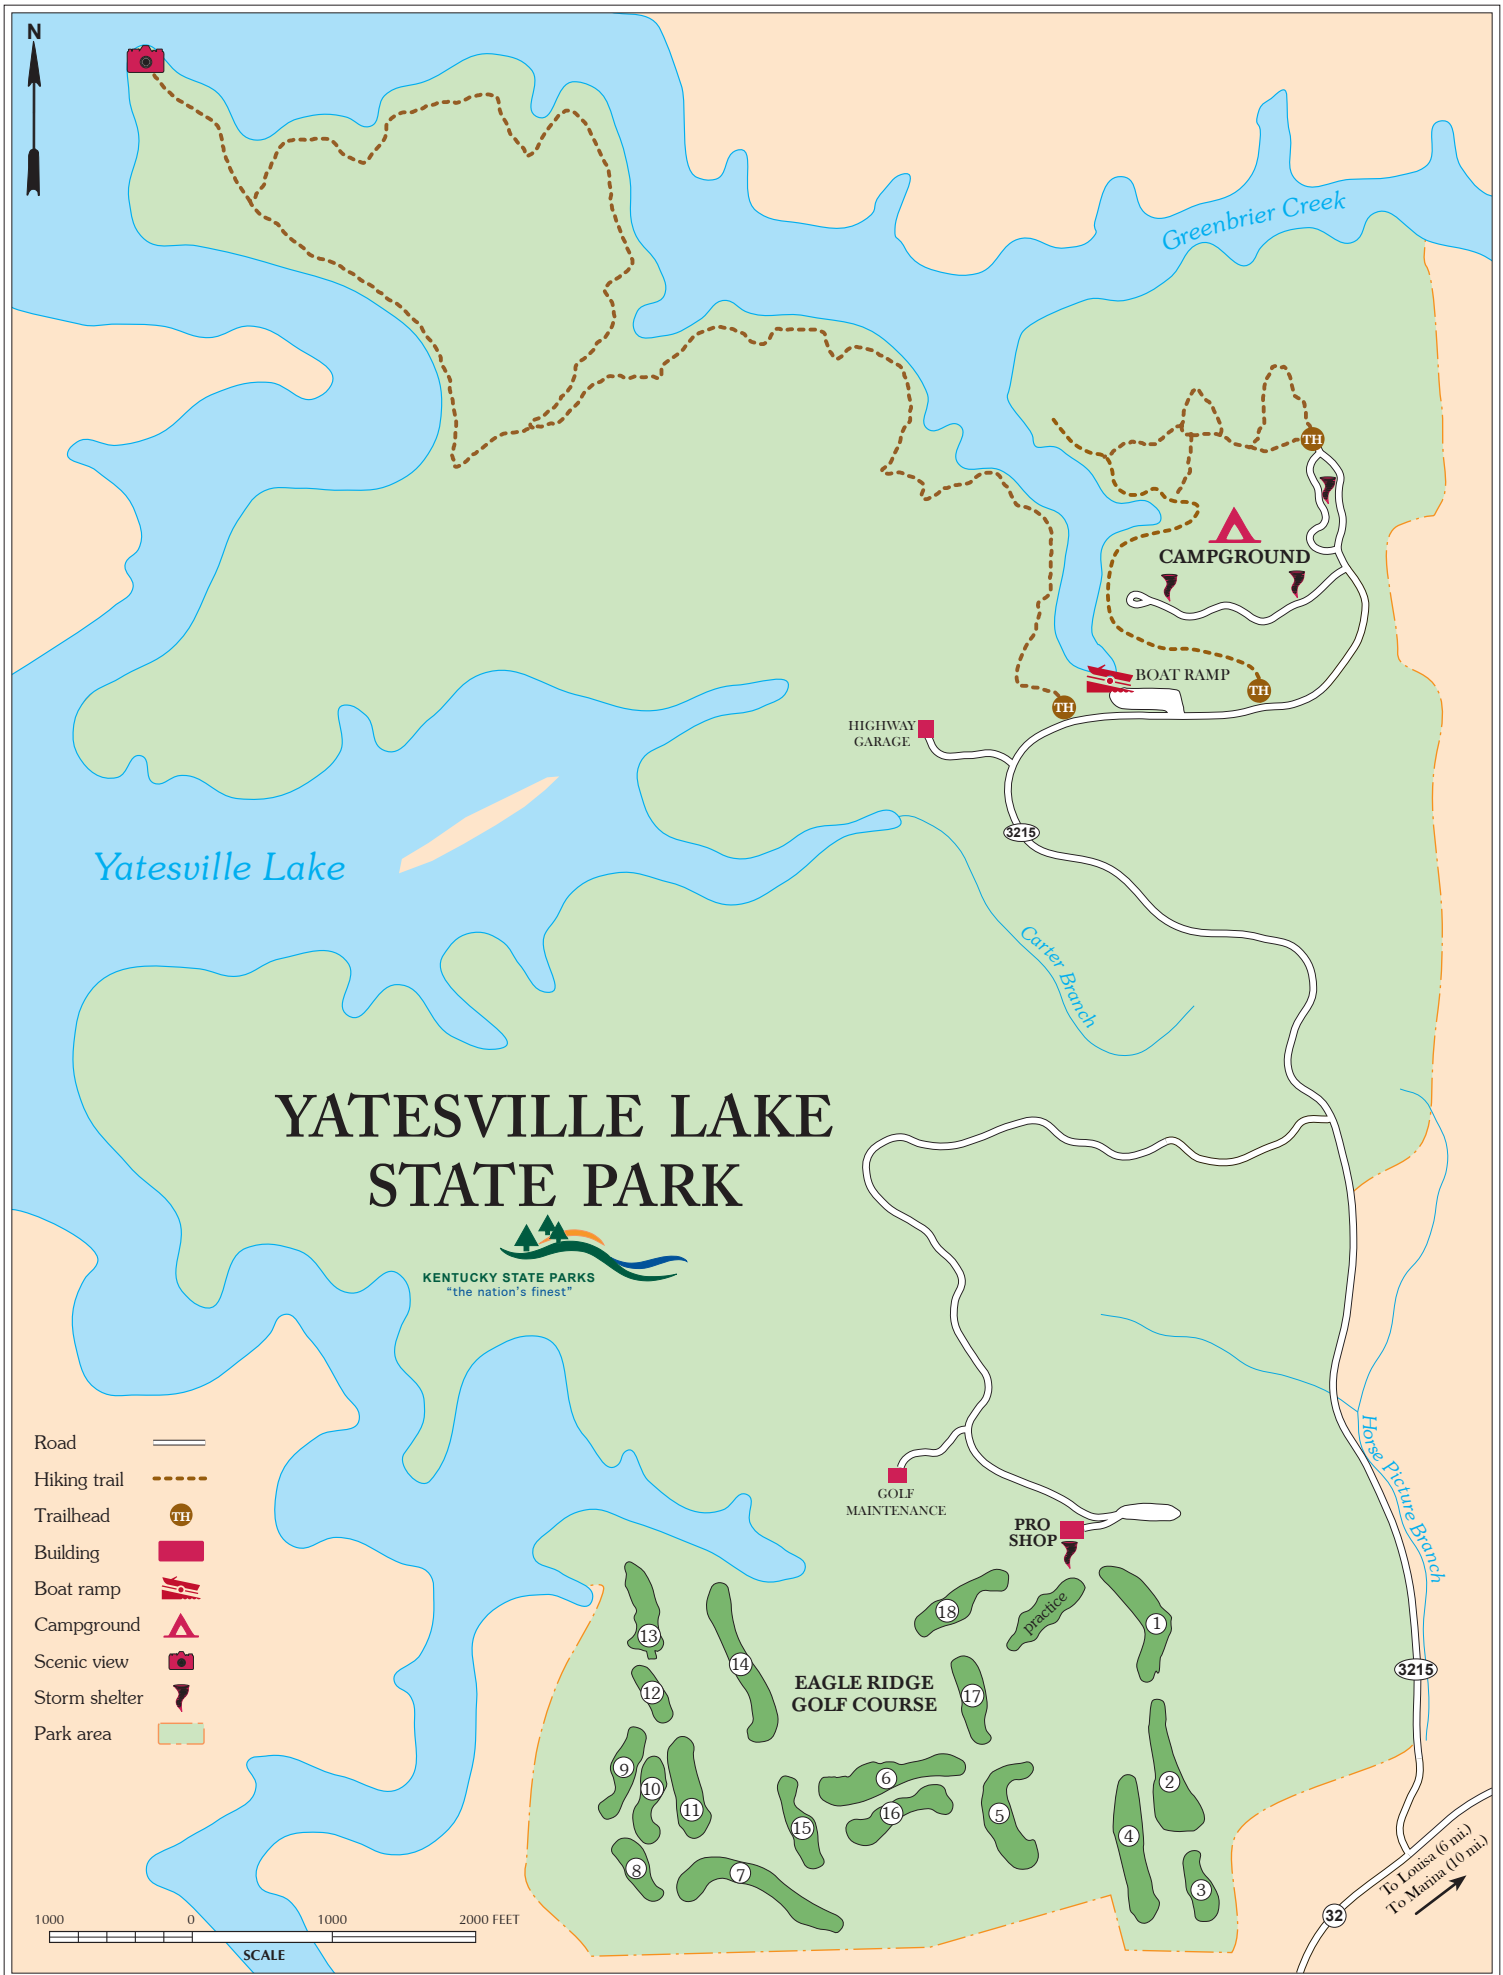 N
Greenbrier Creek
TH
CAMPGROUND
BOAT RAMP
TH
TH
HIGHWAY
GARAGE
3215
Yatesville Lake
Carter Branch
YATESVILLE LAKE
STATE PARK
KENTUCKY STATE PARKS
“the nation’s finest”
Horse Picture Branch
Road
Hiking trail
Trailhead
TH
Building
Boat ramp
Campground
Scenic view
Storm shelter
Park area
GOLF
MAINTENANCE
PRO
SHOP
practice
18
1
13
14
12
EAGLE RIDGE
GOLF COURSE
17
3215
9
10
11
6
16
15
5
2
4
8
7
3
To Louisa (6 mi.)
To Marina (10 mi.)
32
1000
0
1000
2000 FEET
SCALE